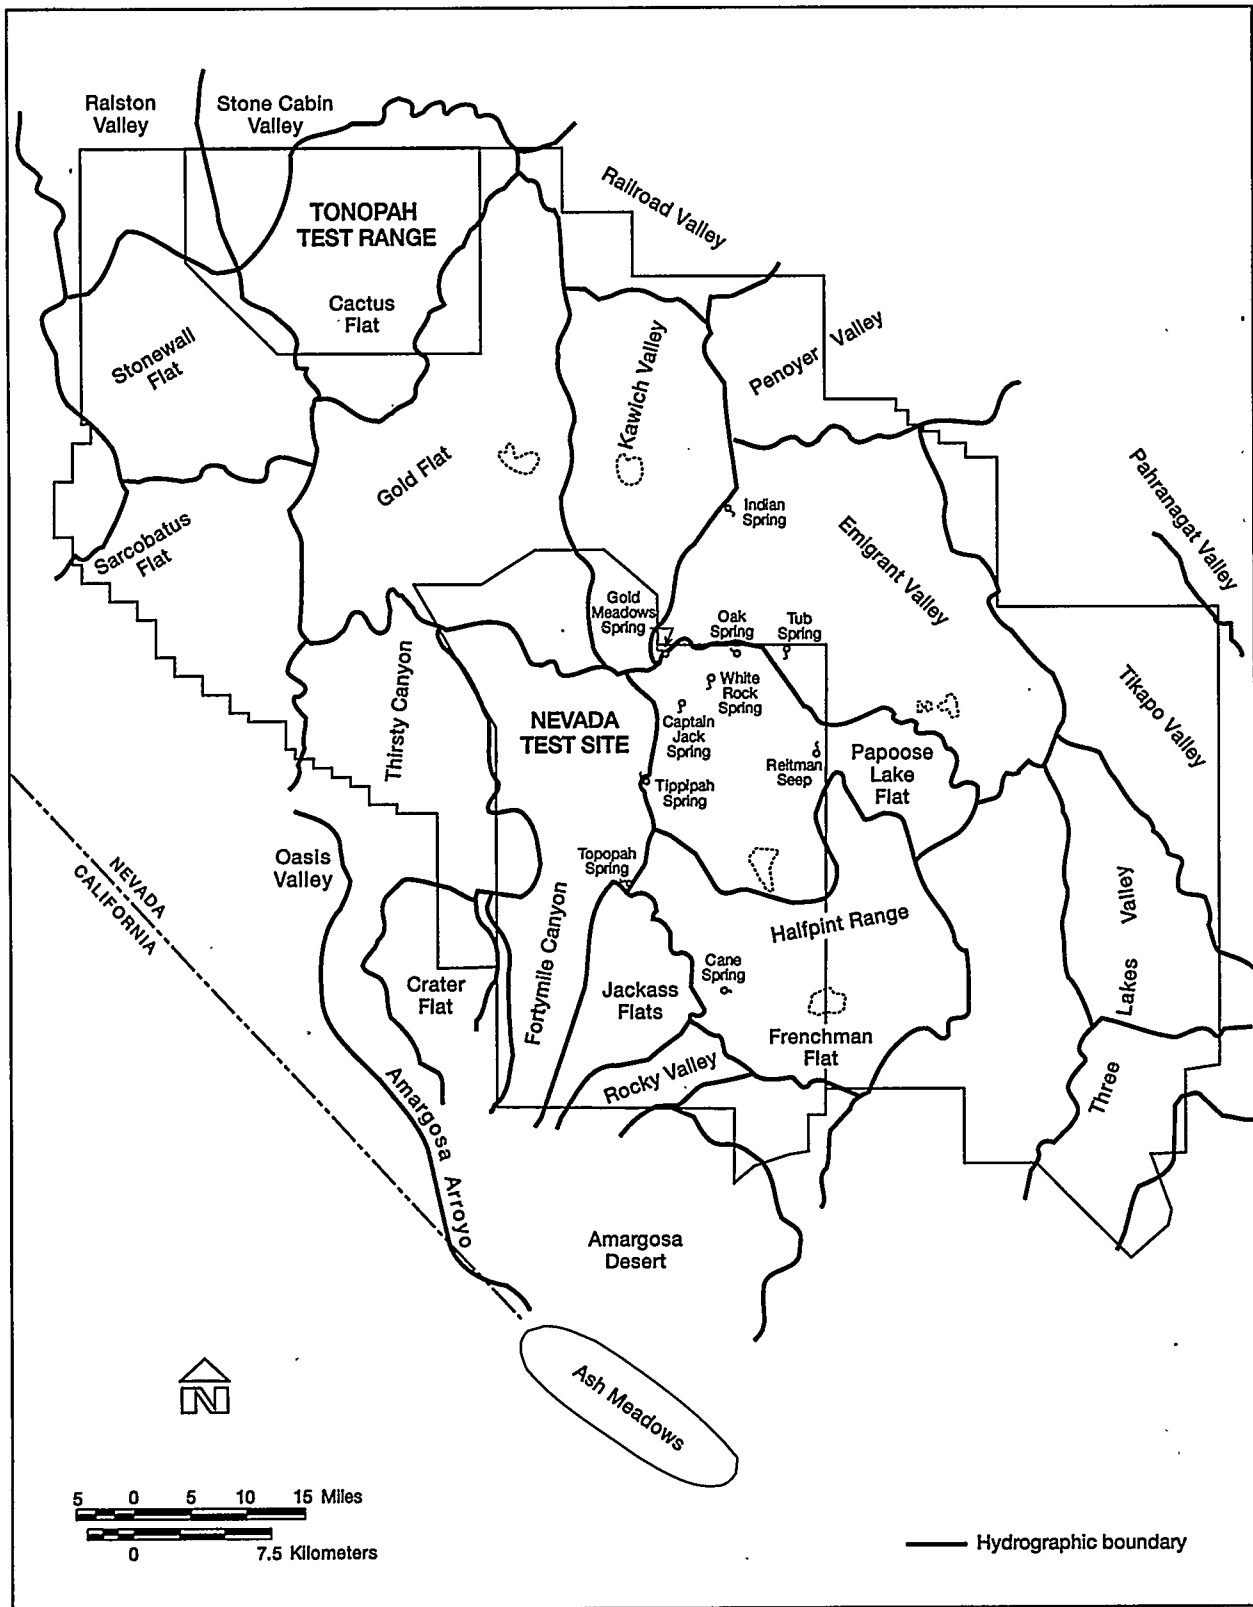 Ralston
Valley
Stone Cabin
Valley
Railroad Valley
TONOPAH
TEST RANGE
Cactus
Flat
Stonewall
Flat
Kawich Valley
Penoyer Valley
Gold Flat
Pahranagat Valley
Indian
Spring
Sarcobatus
Flat
Emigrant Valley
Gold
Meadows
Spring
Oak
Spring
Tub
Spring
Thirsty Canyon
White
Rock
Spring
Tikapo Valley
NEVADA
TEST SITE
Captain
Jack
Spring
Reitman
Seep
Papoose
Lake
Flat
Tippipah
Spring
Oasis
Valley
NEVADA
CALIFORNIA
Topopah
Spring
Fortymile Canyon
Halfpint Range
Three Lakes Valley
Cane
Spring
Crater
Flat
Jackass
Flats
Frenchman
Flat
Rocky Valley
Amargosa Arroyo
Amargosa
Desert
Ash Meadows
N
5 0 5 10 15 Miles
0 7.5 Kilometers
Hydrographic boundary